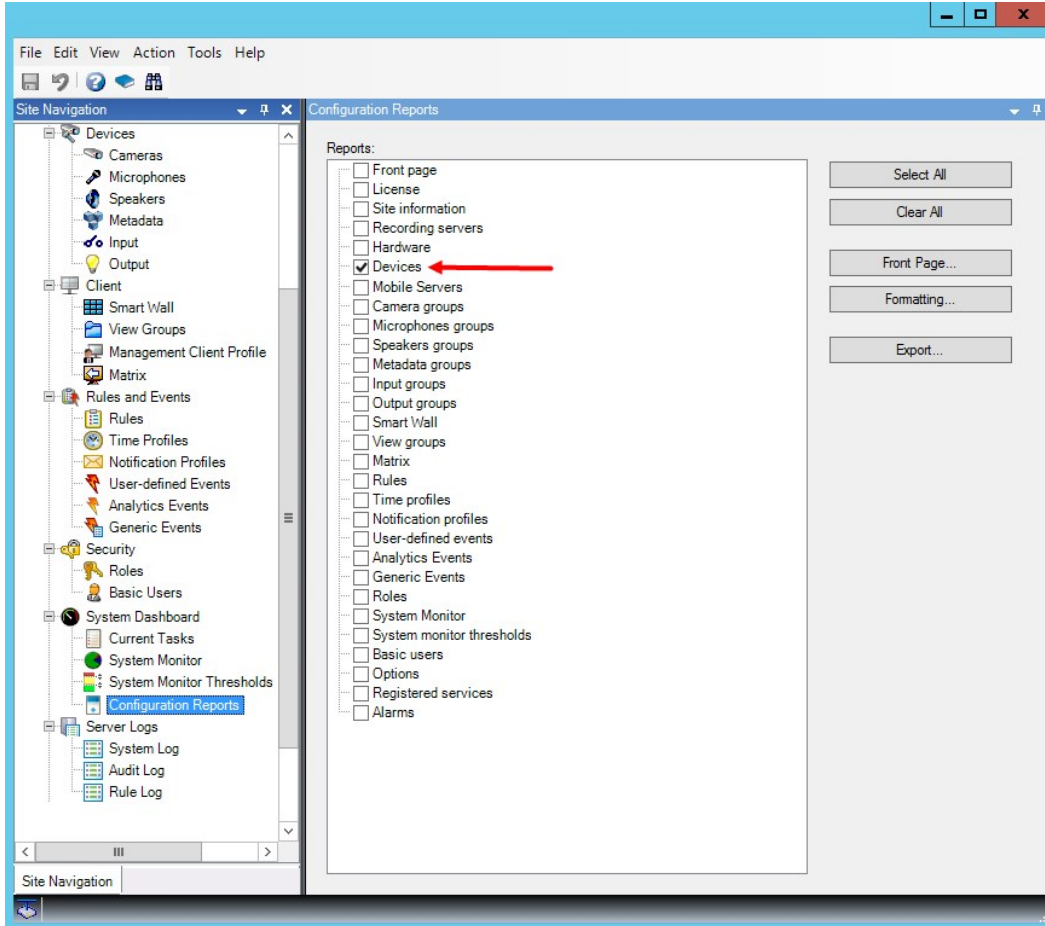 File Edit View Action Tools Help
Site Navigation
Devices
Cameras
Microphones
Speakers
Metadata
Input
Output
Client
Smart Wall
View Groups
Management Client Profile
Matrix
Rules and Events
Rules
Time Profiles
Notification Profiles
User-defined Events
Analytics Events
Generic Events
Security
Roles
Basic Users
System Dashboard
Current Tasks
System Monitor
System Monitor Thresholds
Configuration Reports
Server Logs
System Log
Audit Log
Rule Log
Site Navigation
Configuration Reports
Reports:
Front page
License
Site information
Recording servers
Hardware
Devices
Mobile Servers
Camera groups
Microphones groups
Speakers groups
Metadata groups
Input groups
Output groups
Smart Wall
View groups
Matrix
Rules
Time profiles
Notification profiles
User-defined events
Analytics Events
Generic Events
Roles
System Monitor
System monitor thresholds
Basic users
Options
Registered services
Alarms
Select All
Clear All
Front Page...
Formatting...
Export...